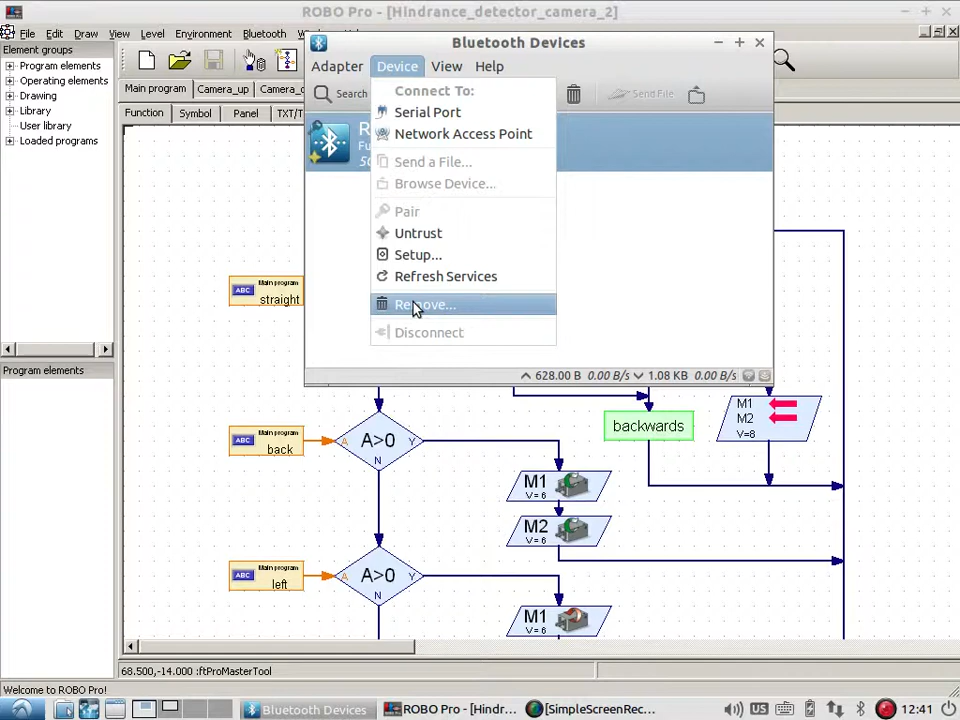 ROBO Pro - [Hindrance_detector_camera_2]
File Edit Draw View Level Environment Bluetooth
Element groups
Program elements
Operating elements
Drawing
Library
User library
Loaded programs
Program elements
Main program Camera_up
Function Symbol Panel
Bluetooth Devices
Adapter Device View Help
Search Send File
Connect To:
Serial Port
Network Access Point
Send a File...
Browse Device...
Pair
Untrust
Setup...
Refresh Services
Remove...
Disconnect
628.00 B 0.00 B/s 1.08 KB 0.00 B/s
Main program
ABC straight
Main program
ABC back
A A>0 Y
N
Main program
ABC left
A A>0 Y
N
backwards
M1
M2
V=8
M1
V= 6
M2
V= 6
M1
V= 6
68.500,-14.000 :ftProMasterTool
Welcome to ROBO Pro!
Bluetooth Devices ROBO Pro - [Hindr... [SimpleScreenRec... US 12:41